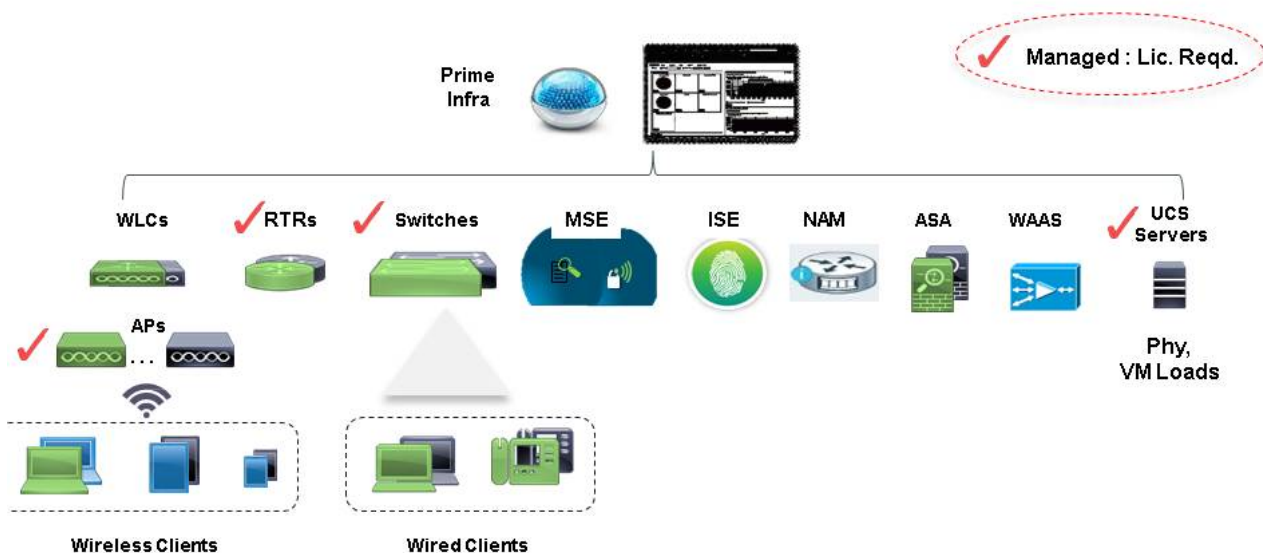 Managed : Lic. Reqd.
Prime
Infra
WLCs
RTRs
Switches
MSE
ISE
NAM
ASA
WAAS
UCS
Servers
APs
...
Phy,
VM Loads
Wireless Clients
Wired Clients